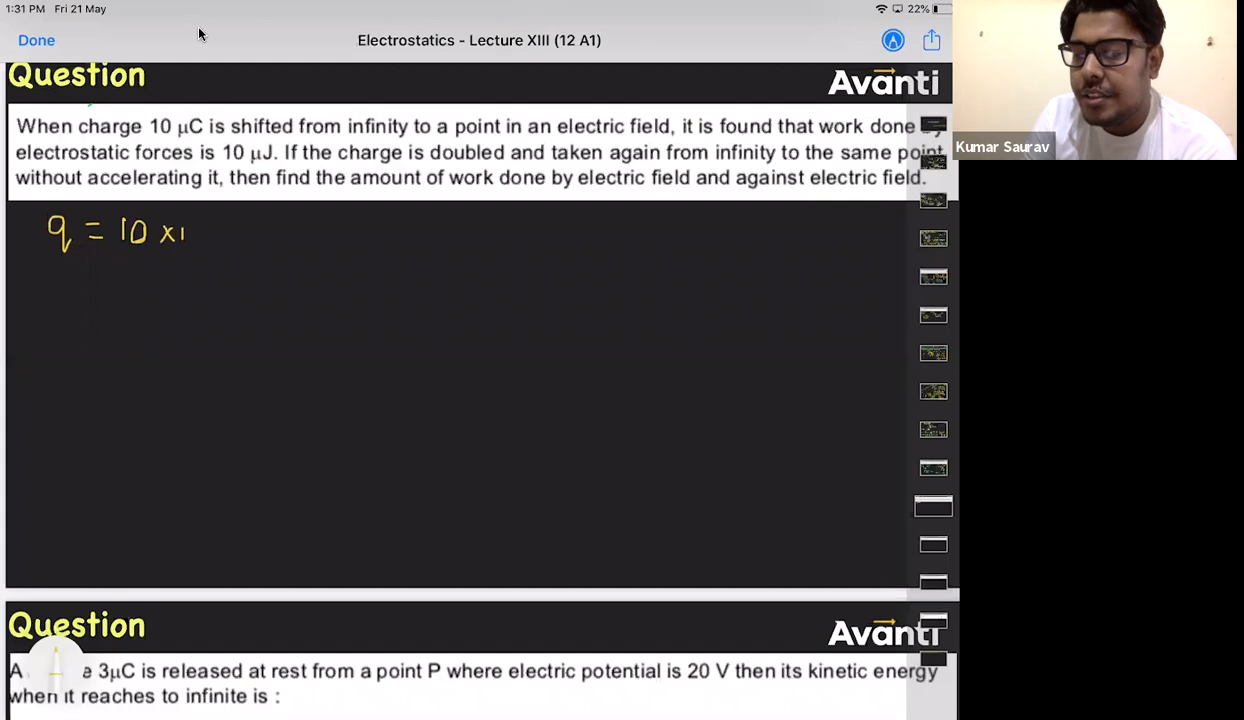 1:31 PM Fri 21 May
22%
Done
Electrostatics - Lecture XIII (12 A1)
Question
Avanti
When charge 10 μC is shifted from infinity to a point in an electric field, it is found that work done
electrostatic forces is 10 μJ. If the charge is doubled and taken again from infinity to the same point
without accelerating it, then find the amount of work done by electric field and against electric field.
Kumar Saurav
q = 10 x1
Question
Avanti
A 3μC is released at rest from a point P where electric potential is 20 V then its kinetic energy
when it reaches to infinite is :